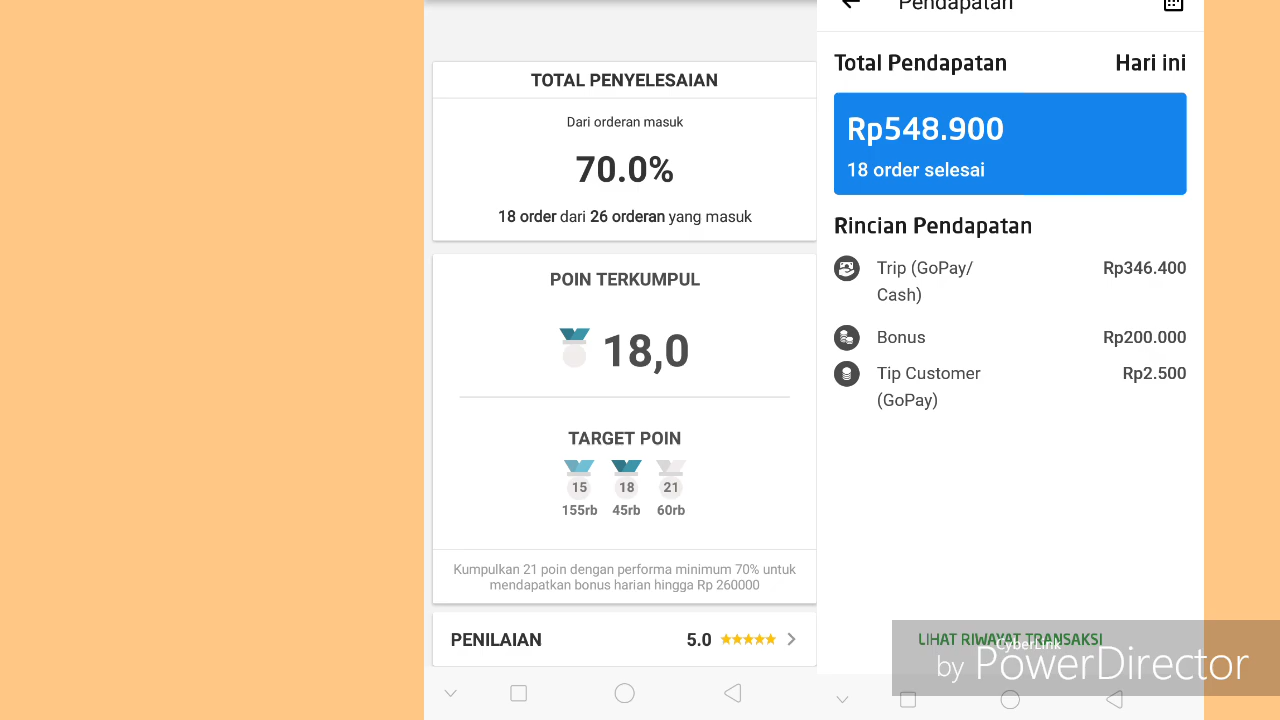 TOTAL PENYELESAIAN
Dari orderan masuk
70.0%
18 order dari 26 orderan yang masuk
POIN TERKUMPUL
18,0
TARGET POIN
15 18 21
155rb 45rb 60rb
Kumpulkan 21 poin dengan performa minimum 70% untuk
mendapatkan bonus harian hingga Rp 260000
PENILAIAN 5.0
Pendapatan
Total Pendapatan Hari ini
Rp548.900
18 order selesai
Rincian Pendapatan
Trip (GoPay/ Rp346.400
Cash)
Bonus Rp200.000
Tip Customer Rp2.500
(GoPay)
LIHAT RIWAYAT TRANSAKSI
CyberLink
by PowerDirector